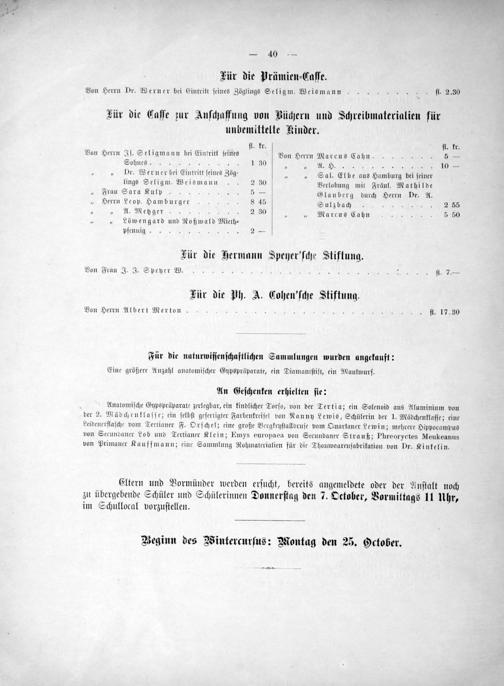 — 40 —
Für die Prämien-Casse.
Von Herrn Dr. Werner bei Eintritt seines Zöglings Seligm. Weismann . . . . . . . . . fl. 2.30
Für die Casse zur Anschaffung von Büchern und Schreibmaterialien für
unbemittelte Kinder.
fl. kr.
Von Herrn Is. Seligmann bei Eintritt seines
Sohnes . . . . . . . . . . 1 30
„ „ Dr. Werner bei Eintritt seines Zög-
lings Seligm. Weismann . . 2 30
„ Frau Sara Kulp . . . . . . . 5 —
„ Herrn Leop. Hamburger . . . . 8 45
„ „ A. Metzger . . . . . . . 2 30
„ „ Löwengard und Roßwald Mieth-
pfennig . . . . . . . . . 2 —
fl. kr.
Von Herrn Marcus Cahn . . . . . . 5 —
„ „ A. H. . . . . . . . . . 10 —
„ „ Sal. Elbe aus Hamburg bei seiner
Verlobung mit Fräul. Mathilde
Glauberg durch Herrn Dr. A.
Sulzbach . . . . . . . . 2 55
„ „ Marcus Cahn . . . . . . 5 50
Für die Hermann Speyer'sche Stiftung.
Von Frau J. J. Speyer W. . . . . . . . . . . . . . . . . . fl. 7.—
Für die Ph. A. Cohen'sche Stiftung.
Von Herrn Albert Merton . . . . . . . . . . . . . . . . . fl. 17.30
Für die naturwissenschaftlichen Sammlungen wurden angekauft:
Eine größere Anzahl anatomischer Gypspräparate, ein Diamantstift, ein Maulwurf.
An Geschenken erhielten sie:
Anatomische Gypspräparate zerlegbar, ein kindlicher Torso, von der Tertia; ein Solenoid aus Aluminium von
der 2. Mädchenklasse; ein selbst gefertigter Farbenkreisel von Nanny Lewis, Schülerin der 1. Mädchenklasse; eine
Leidenerflasche vom Tertianer F. Orschel; eine große Bergkrystalldruse vom Quartaner Lewin; mehrere Hippocampus
von Secundaner Löb und Tertianer Klein; Emys europaea von Secundaner Strauß; Phreoryctes Menkeanus
von Primaner Kauffmann; eine Sammlung Rohmaterialien für die Thonwaarenfabrikation von Dr. Kinkelin.
Eltern und Vormünder werden ersucht, bereits angemeldete oder der Anstalt noch
zu übergebende Schüler und Schülerinnen Donnerstag den 7. October, Vormittags 11 Uhr,
im Schullocal vorzustellen.
Beginn des Wintercursus: Montag den 25. October.